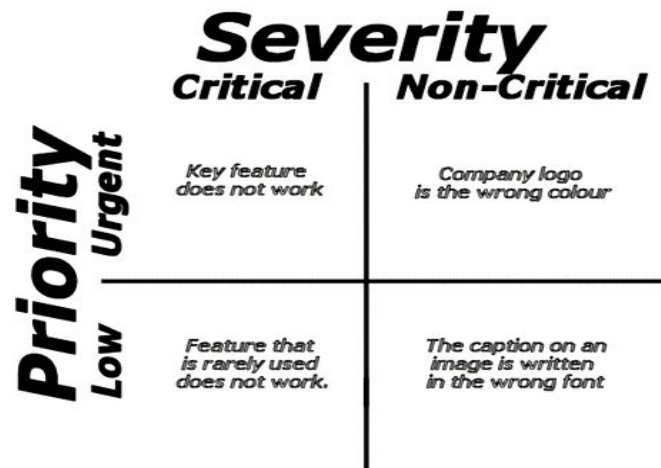 Severity
Critical
Non-Critical
Priority
Urgent
Key feature
does not work
Company logo
is the wrong colour
Low
Feature that
is rarely used
does not work.
The caption on an
image is written
in the wrong font